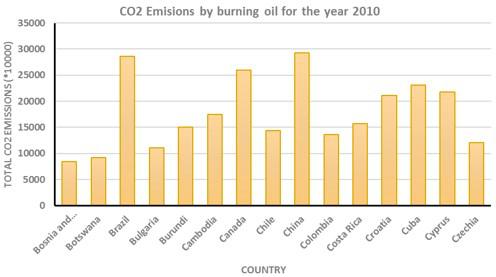 CO2 Emisions by burning oil for the year 2010
TOTAL CO2 EMISSIONS (*10000)
35000
30000
25000
20000
15000
10000
5000
0
Bosnia and...
Botswana
Brazil
Bulgaria
Burundi
Cambodia
Canada
Chile
China
Colombia
Costa Rica
Croatia
Cuba
Cyprus
Czechia
COUNTRY